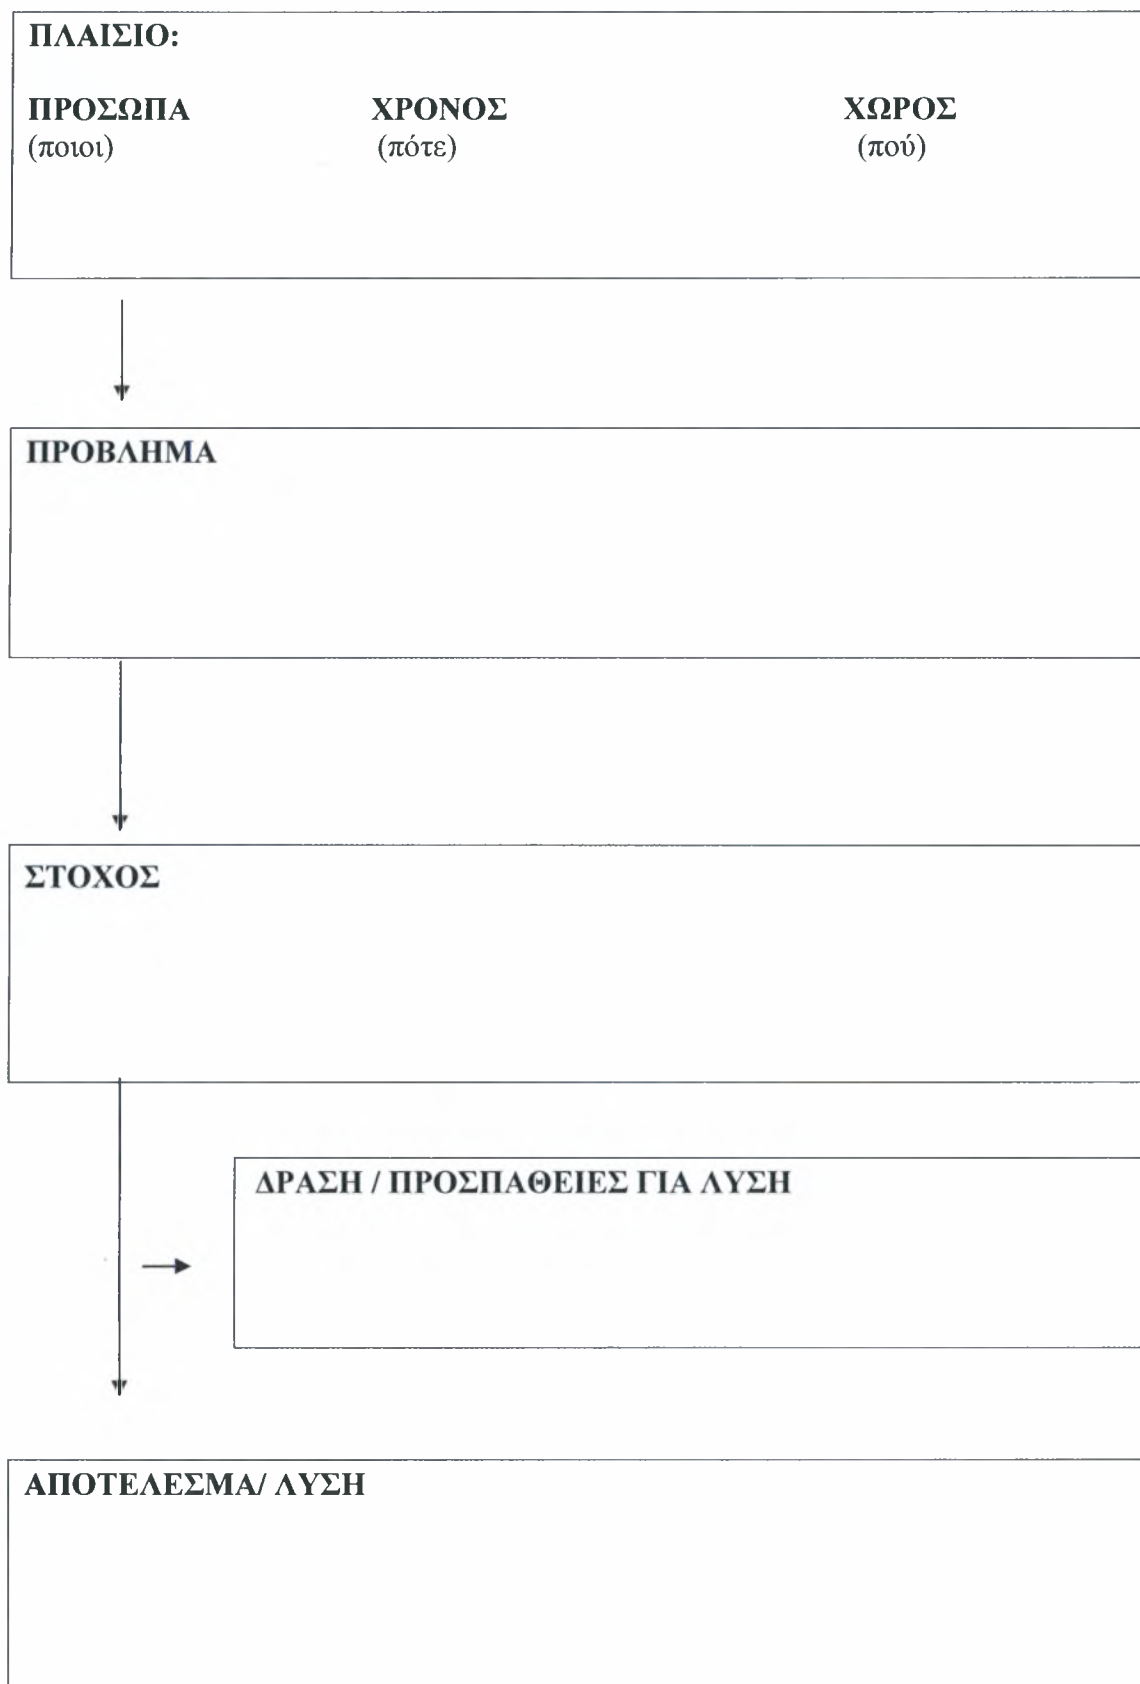 ΠΛΑΙΣΙΟ:
ΠΡΟΣΩΠΑ ΧΡΟΝΟΣ ΧΩΡΟΣ
(ποιοι) (πότε) (πού)
ΠΡΟΒΛΗΜΑ
ΣΤΟΧΟΣ
ΔΡΑΣΗ / ΠΡΟΣΠΑΘΕΙΕΣ ΓΙΑ ΛΥΣΗ
ΑΠΟΤΕΛΕΣΜΑ/ ΛΥΣΗ